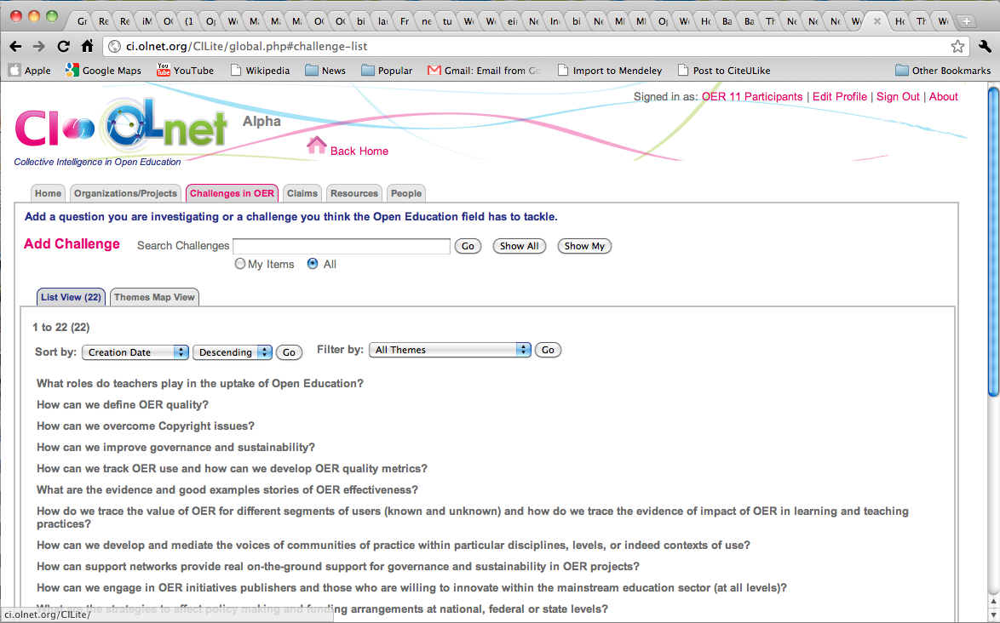 Gr Re Re iM O( (1 O| W Ma Ma Ma O( O( bi la Fr ne tu W W eir Ne In bi Ne MI MI O| W He Ba Ba Th Ne Ne Ne W He Th W
ci.olnet.org/CILite/global.php#challenge-list
Apple Google Maps YouTube Wikipedia News Popular Gmail: Email from Go Import to Mendeley Post to CiteULike Other Bookmarks
Signed in as: OER 11 Participants | Edit Profile | Sign Out | About
CI OLnet Alpha
Back Home
Collective Intelligence in Open Education
Home Organizations/Projects Challenges in OER Claims Resources People
Add a question you are investigating or a challenge you think the Open Education field has to tackle.
Add Challenge Search Challenges Go Show All Show My
My Items All
List View (22) Themes Map View
1 to 22 (22)
Sort by: Creation Date Descending Go Filter by: All Themes Go
What roles do teachers play in the uptake of Open Education?
How can we define OER quality?
How can we overcome Copyright issues?
How can we improve governance and sustainability?
How can we track OER use and how can we develop OER quality metrics?
What are the evidence and good examples stories of OER effectiveness?
How do we trace the value of OER for different segments of users (known and unknown) and how do we trace the evidence of impact of OER in learning and teaching
practices?
How can we develop and mediate the voices of communities of practice within particular disciplines, levels, or indeed contexts of use?
How can support networks provide real on-the-ground support for governance and sustainability in OER projects?
How can we engage in OER initiatives publishers and those who are willing to innovate within the mainstream education sector (at all levels)?
What are the strategies to affect policy making and funding arrangements at national, federal or state levels?
ci.olnet.org/CILite/